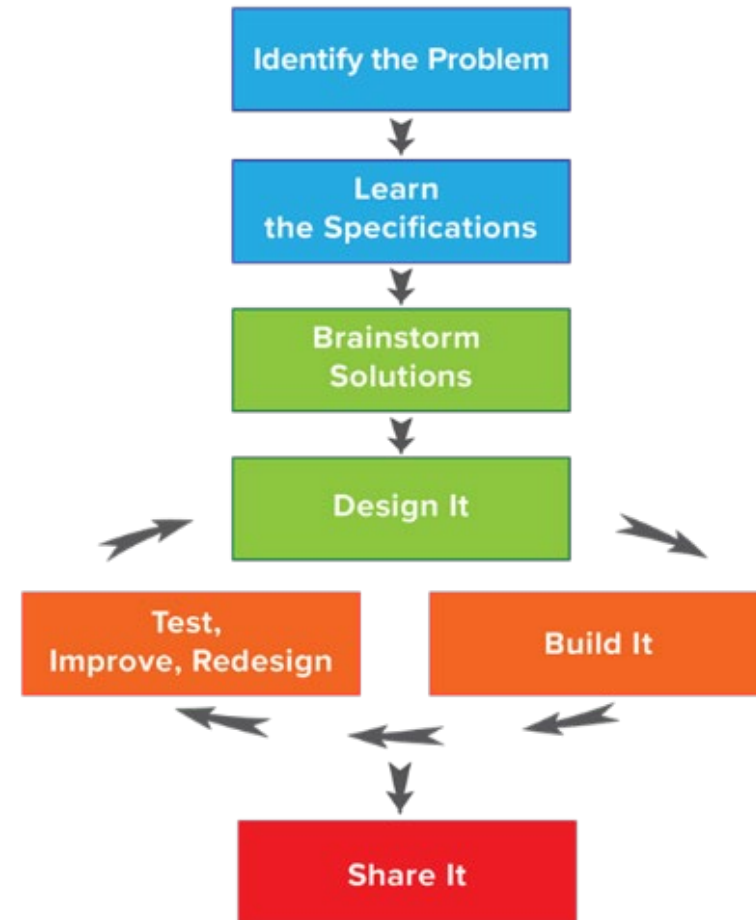 Identify the Problem
Learn
the Specifications
Brainstorm
Solutions
Design It
Test,
Improve, Redesign
Build It
Share It